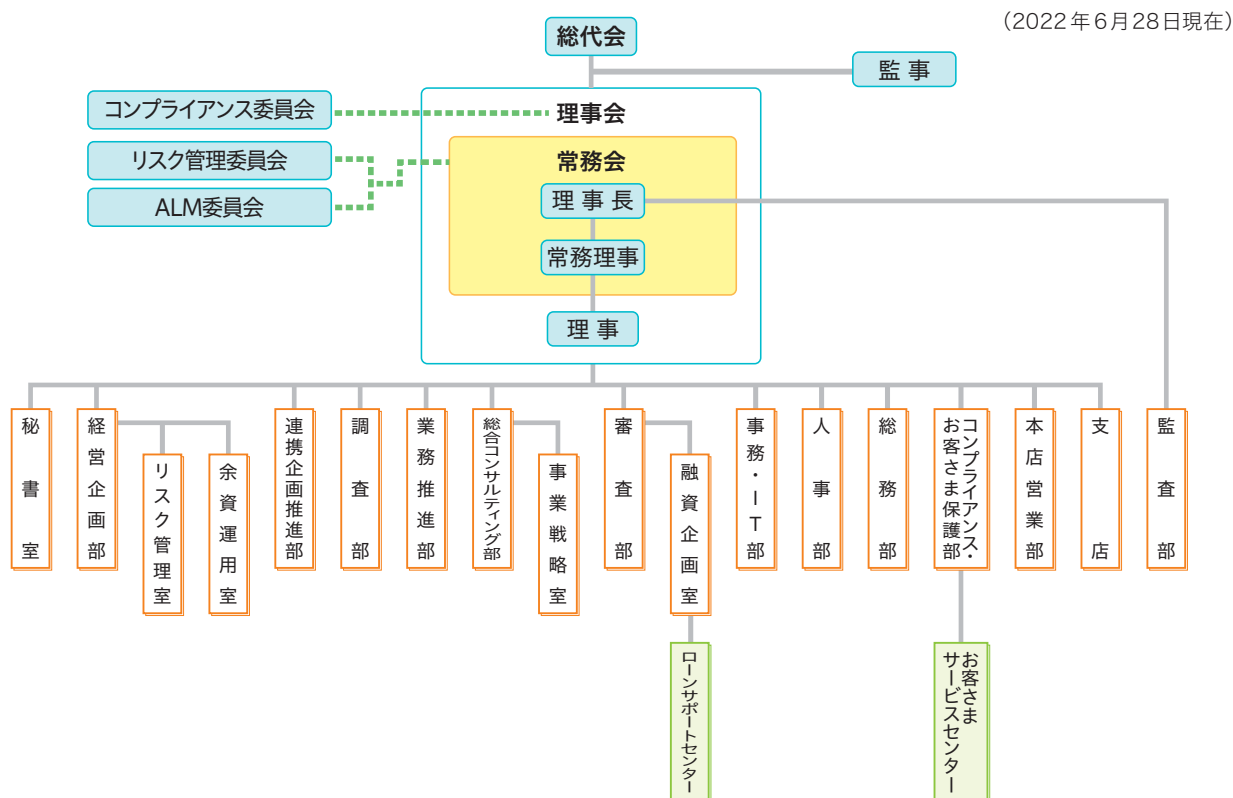 (2022年6月28日現在)
総代会
監事
コンプライアンス委員会
理事会
リスク管理委員会
常務会
ALM委員会
理事長
常務理事
理事
秘書室
経営企画部
リスク管理室
余資運用室
連携企画推進部
調査部
業務推進部
総合コンサルティング部
事業戦略室
審査部
融資企画室
事務・IT部
人事部
総務部
コンプライアンス・
お客さま保護部
本店営業部
支店
監査部
ローンサポートセンター
お客さま
サービスセンター